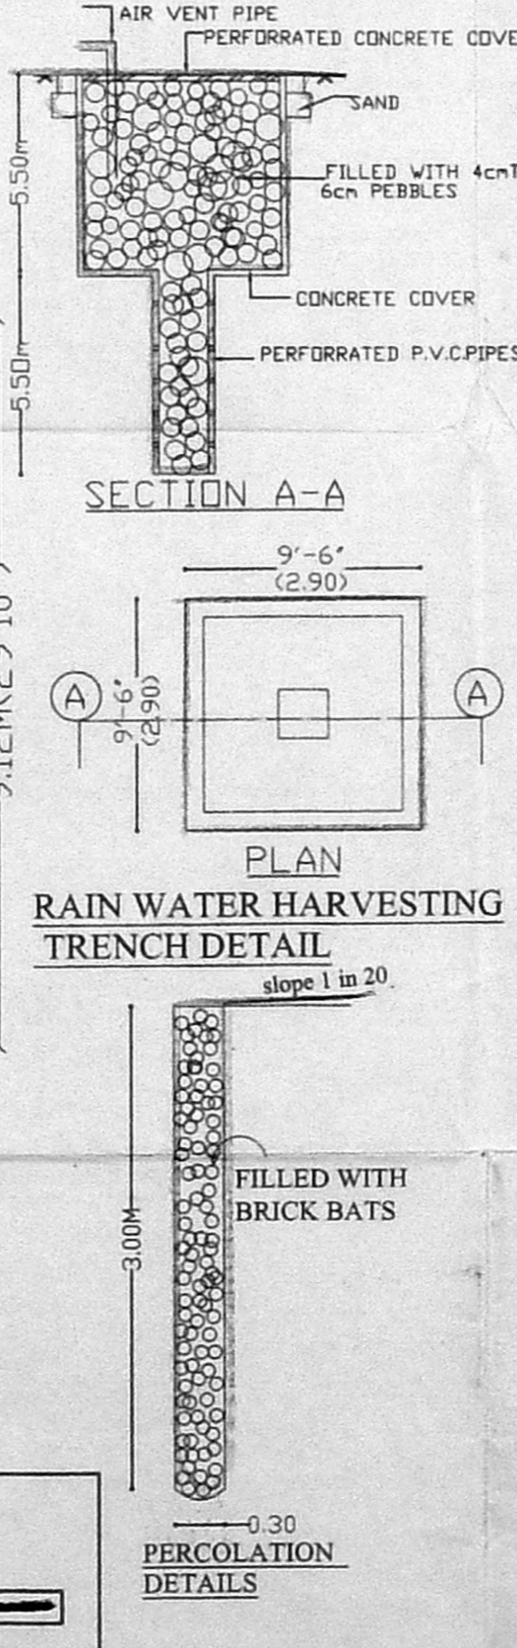 AIR VENT PIPE
PERFORRATED CONCRETE COVE
SAND
5.50m
FILLED WITH 4cmT
6cm PEBBLES
CONCRETE COVER
PERFORRATED P.V.C.PIPES
5.50m
SECTION A-A
9'-6"
(2.90)
A
9'-6"
(2.90)
A
PLAN
RAIN WATER HARVESTING
TRENCH DETAIL
slope 1 in 20
FILLED WITH
BRICK BATS
3.00M
0.30
PERCOLATION
DETAILS